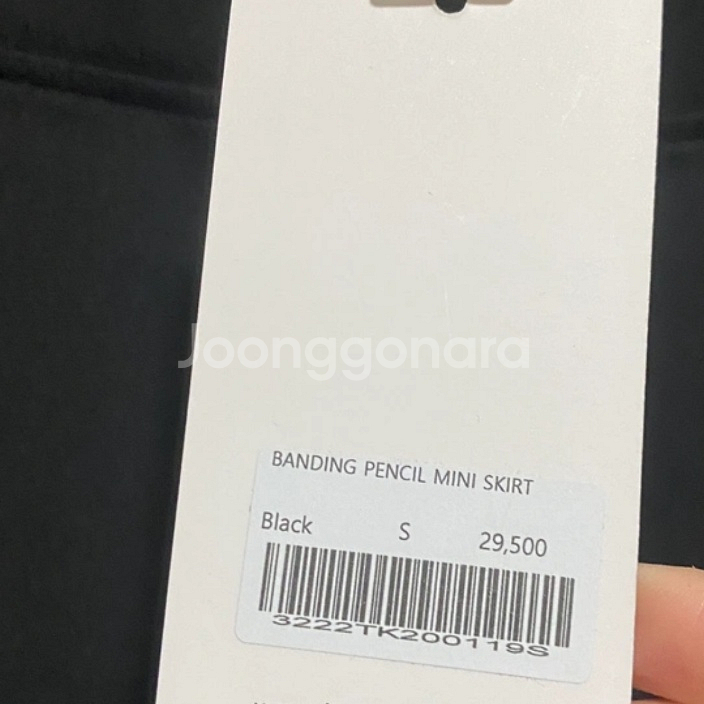 Joonggonara
BANDING PENCIL MINI SKIRT
Black S 29,500
3222TK200119S